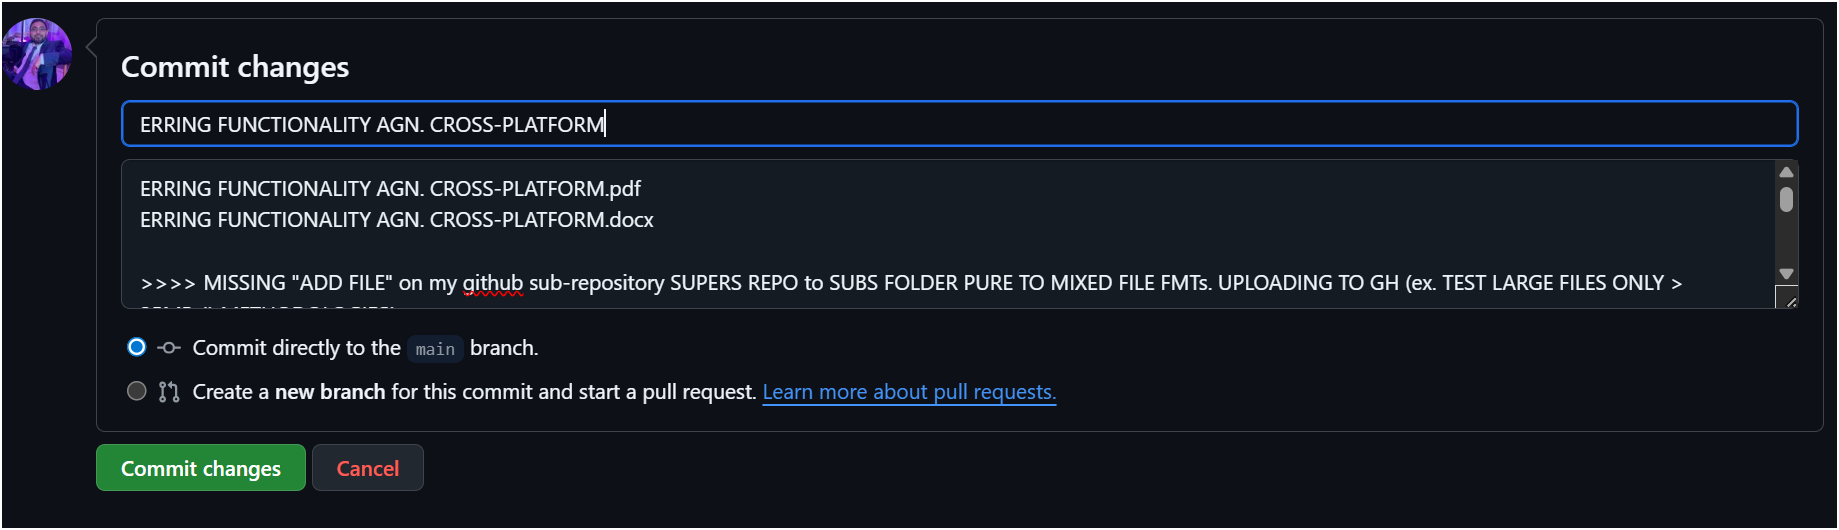 Commit changes
ERRING FUNCTIONALITY AGN. CROSS-PLATFORM
ERRING FUNCTIONALITY AGN. CROSS-PLATFORM.pdf
ERRING FUNCTIONALITY AGN. CROSS-PLATFORM.docx
>>>> MISSING "ADD FILE" on my github sub-repository SUPERS REPO to SUBS FOLDER PURE TO MIXED FILE FMTs. UPLOADING TO GH (ex. TEST LARGE FILES ONLY >
Commit directly to the main branch.
Create a new branch for this commit and start a pull request. Learn more about pull requests.
Commit changes
Cancel